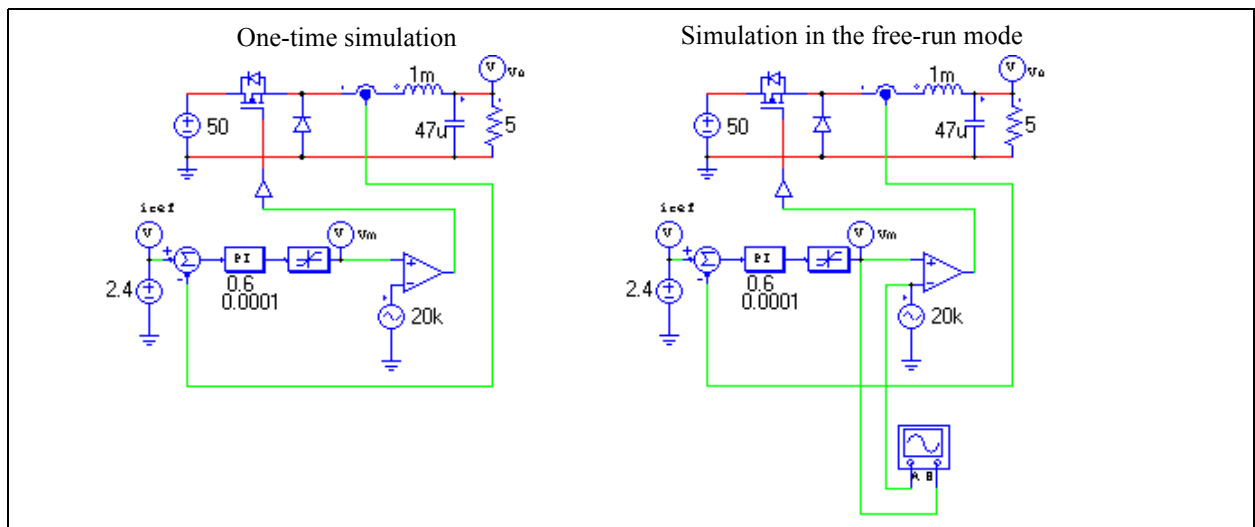 One-time simulation
1m
V
Vo
50
47u
5
iref
V
V
Vm
+
Σ
-
PI
+
-
0.6
0.0001
2.4
20k
Simulation in the free-run mode
1m
V
Vo
50
47u
5
iref
V
V
Vm
+
Σ
-
PI
+
-
0.6
0.0001
2.4
20k
A B